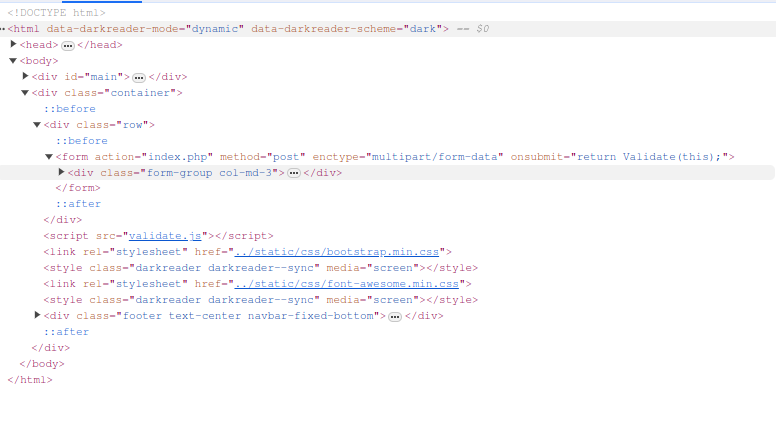 <!DOCTYPE html>
<html data-darkreader-mode="dynamic" data-darkreader-scheme="dark"> == $0
<head> ••• </head>
<body>
<div id="main"> ••• </div>
<div class="container">
::before
<div class="row">
::before
<form action="index.php" method="post" enctype="multipart/form-data" onsubmit="return Validate(this);">
<div class="form-group col-md-3"> ••• </div>
</form>
::after
</div>
<script src="validate.js"></script>
<link rel="stylesheet" href="../static/css/bootstrap.min.css">
<style class="darkreader darkreader--sync" media="screen"></style>
<link rel="stylesheet" href="../static/css/font-awesome.min.css">
<style class="darkreader darkreader--sync" media="screen"></style>
<div class="footer text-center navbar-fixed-bottom"> ••• </div>
::after
</div>
</body>
</html>